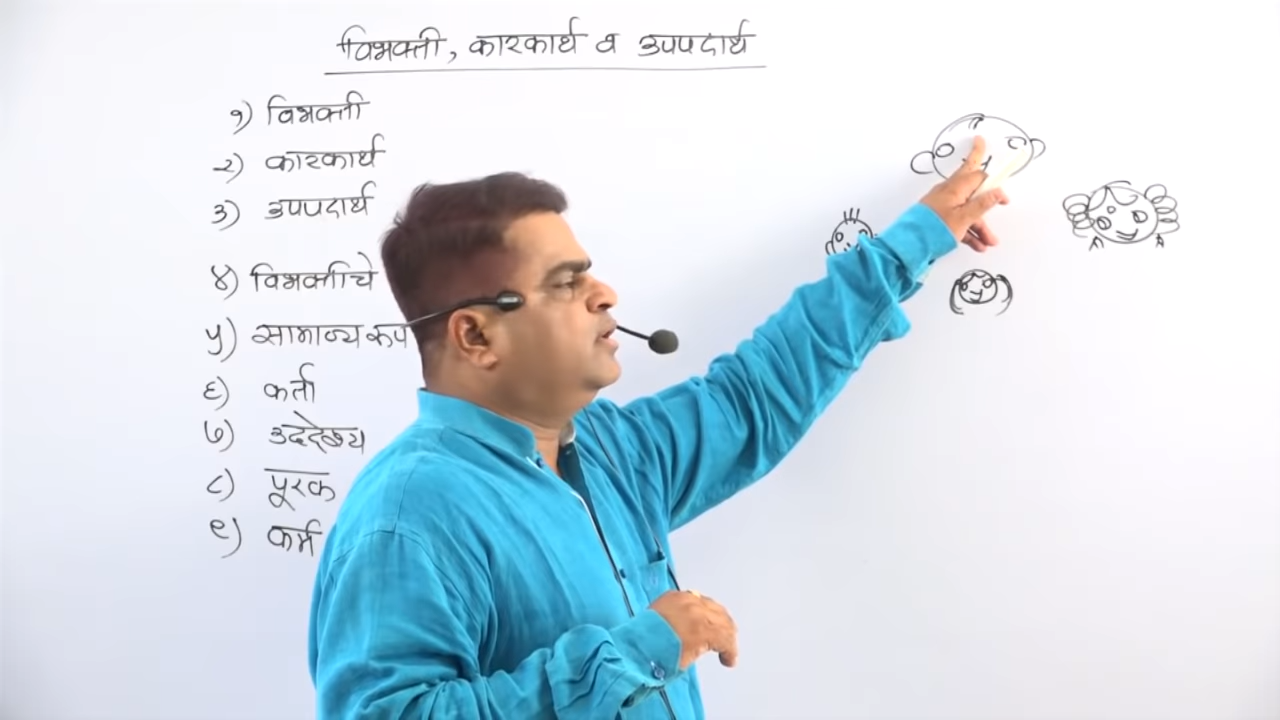 विभक्ती, कारकार्थ व उपपदार्थ
१) विभक्ती
२) कारकार्थ
३) उपपदार्थ
४) विभक्तीचे
५) सामान्यरूप
६) कर्ता
७) उद्देश्य
८) पूरक
९) कर्म